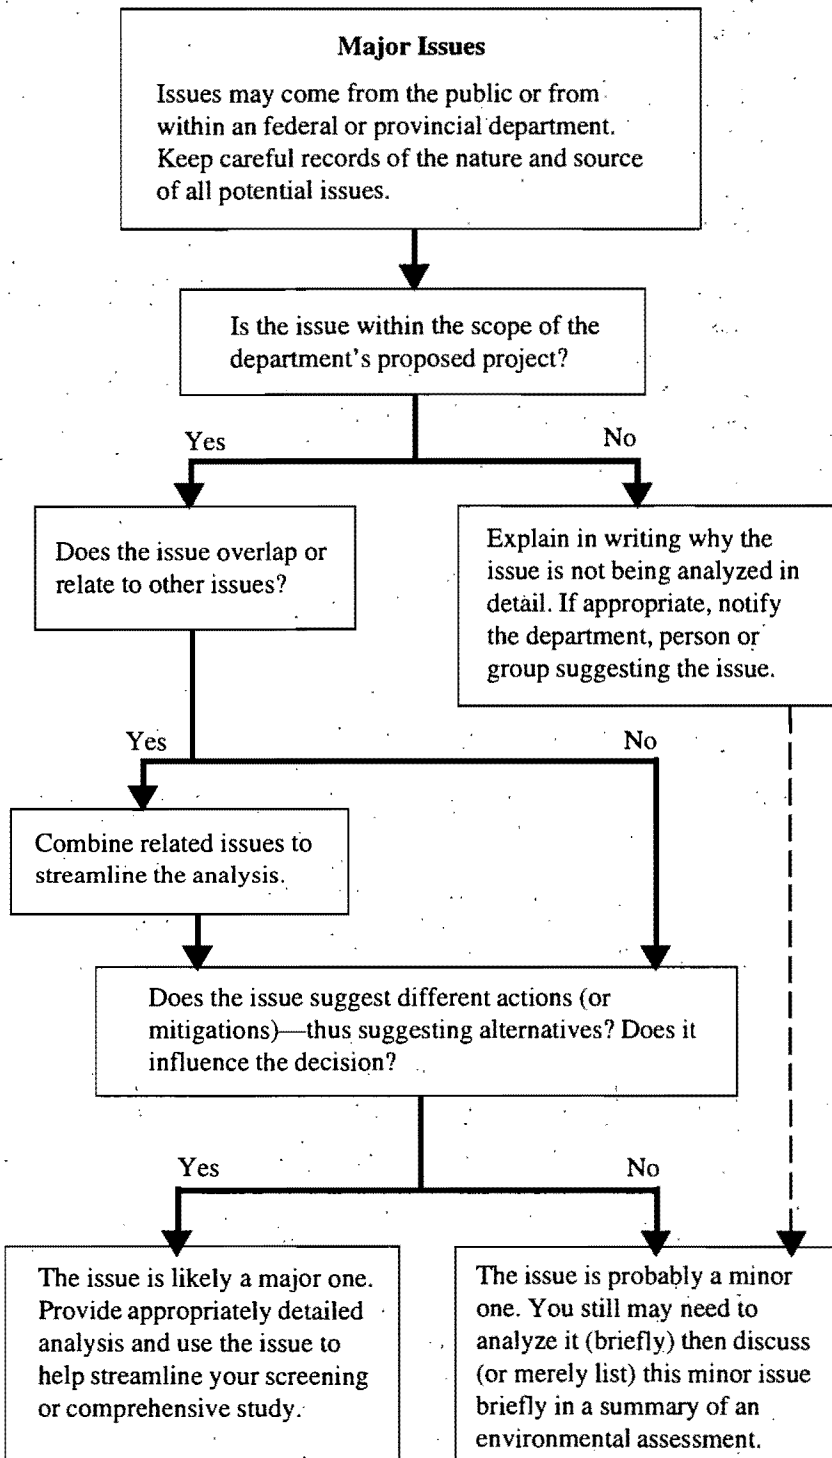 Major Issues
Issues may come from the public or from
within an federal or provincial department.
Keep careful records of the nature and source
of all potential issues.
Is the issue within the scope of the
department's proposed project?
Yes
No
Does the issue overlap or
relate to other issues?
Explain in writing why the
issue is not being analyzed in
detail. If appropriate, notify
the department, person or
group suggesting the issue.
Yes
No
Combine related issues to
streamline the analysis.
Does the issue suggest different actions (or
mitigations)—thus suggesting alternatives? Does it
influence the decision?
Yes
No
The issue is likely a major one.
Provide appropriately detailed
analysis and use the issue to
help streamline your screening
or comprehensive study.
The issue is probably a minor
one. You still may need to
analyze it (briefly) then discuss
(or merely list) this minor issue
briefly in a summary of an
environmental assessment.